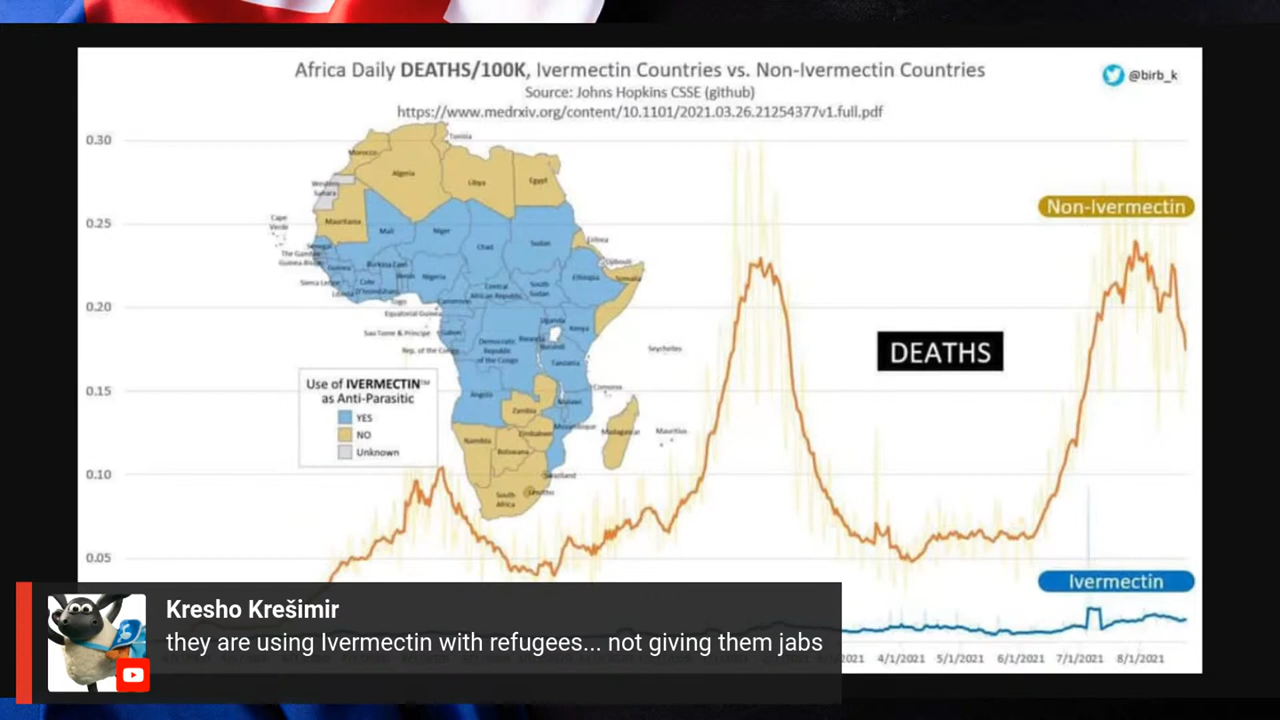 Africa Daily DEATHS/100K, Ivermectin Countries vs. Non-Ivermectin Countries
@birb_k
Source: Johns Hopkins CSSE (github)
https://www.medrxiv.org/content/10.1101/2021.03.26.21254377v1.full.pdf
0.30
Tunisia
Morocco
Algeria
Libya
Egypt
Western
Sahara
Non-Ivermectin
0.25
Cape
Verde
Mauritania
Mali
Niger
Chad
Sudan
Eritrea
Senegal
The Gambia
Guinea-Bissau
Guinea
Burkina Faso
Benin
Nigeria
Djibouti
Ethiopia
Somalia
Sierra Leone
Liberia
Togo
Cameroon
Central
African Republic
South
Sudan
0.20
Equatorial Guinea
Sao Tome & Principe
Gabon
Rep. of the Congo
Democratic
Republic
of the Congo
Uganda
Kenya
Rwanda
Burundi
Tanzania
Seychelles
DEATHS
0.15
Comoros
Angola
Malawi
Zambia
Mozambique
Zimbabwe
Madagascar
Mauritius
Namibia
Botswana
Swaziland
South
Africa
Lesotho
Use of IVERMECTIN™
as Anti-Parasitic
YES
NO
Unknown
0.10
0.05
Ivermectin
Kresho Krešimir
they are using Ivermectin with refugees... not giving them jabs
4/1/2021 5/1/2021 6/1/2021 7/1/2021 8/1/2021